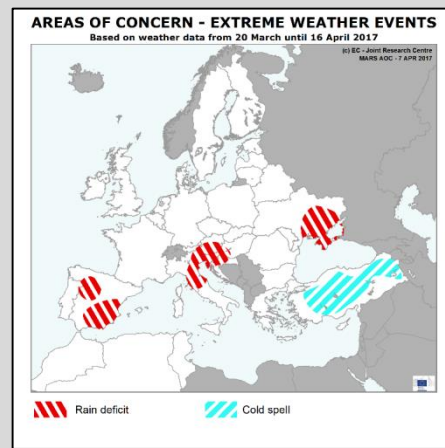 AREAS OF CONCERN - EXTREME WEATHER EVENTS
Based on weather data from 20 March until 16 April 2017
(c) EC - Joint Research Centre
MARS AOC - 7 APR 2017
Rain deficit
Cold spell